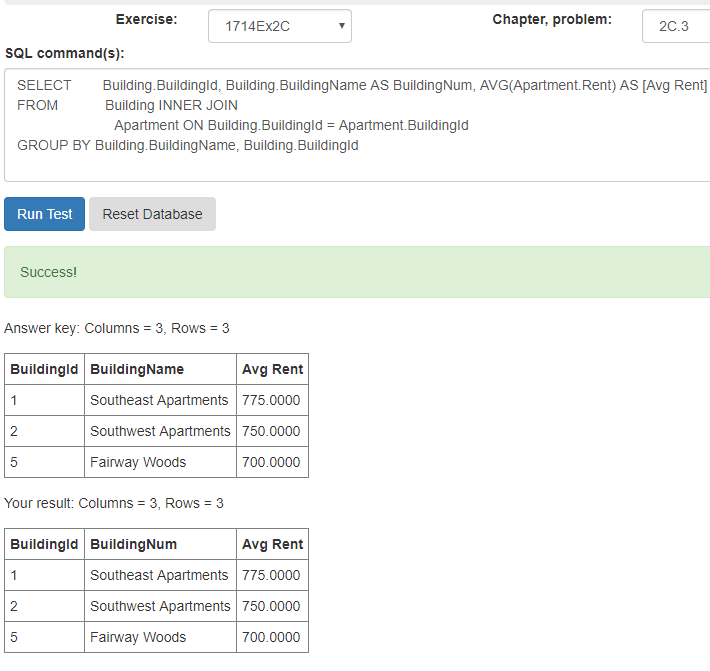 Exercise: 1714Ex2C Chapter, problem: 2C.3
SQL command(s):
SELECT Building.BuildingId, Building.BuildingName AS BuildingNum, AVG(Apartment.Rent) AS [Avg Rent]
FROM Building INNER JOIN
Apartment ON Building.BuildingId = Apartment.BuildingId
GROUP BY Building.BuildingName, Building.BuildingId
Run Test Reset Database
Success!
Answer key: Columns = 3, Rows = 3
BuildingId BuildingName Avg Rent
1 Southeast Apartments 775.0000
2 Southwest Apartments 750.0000
5 Fairway Woods 700.0000
Your result: Columns = 3, Rows = 3
BuildingId BuildingNum Avg Rent
1 Southeast Apartments 775.0000
2 Southwest Apartments 750.0000
5 Fairway Woods 700.0000